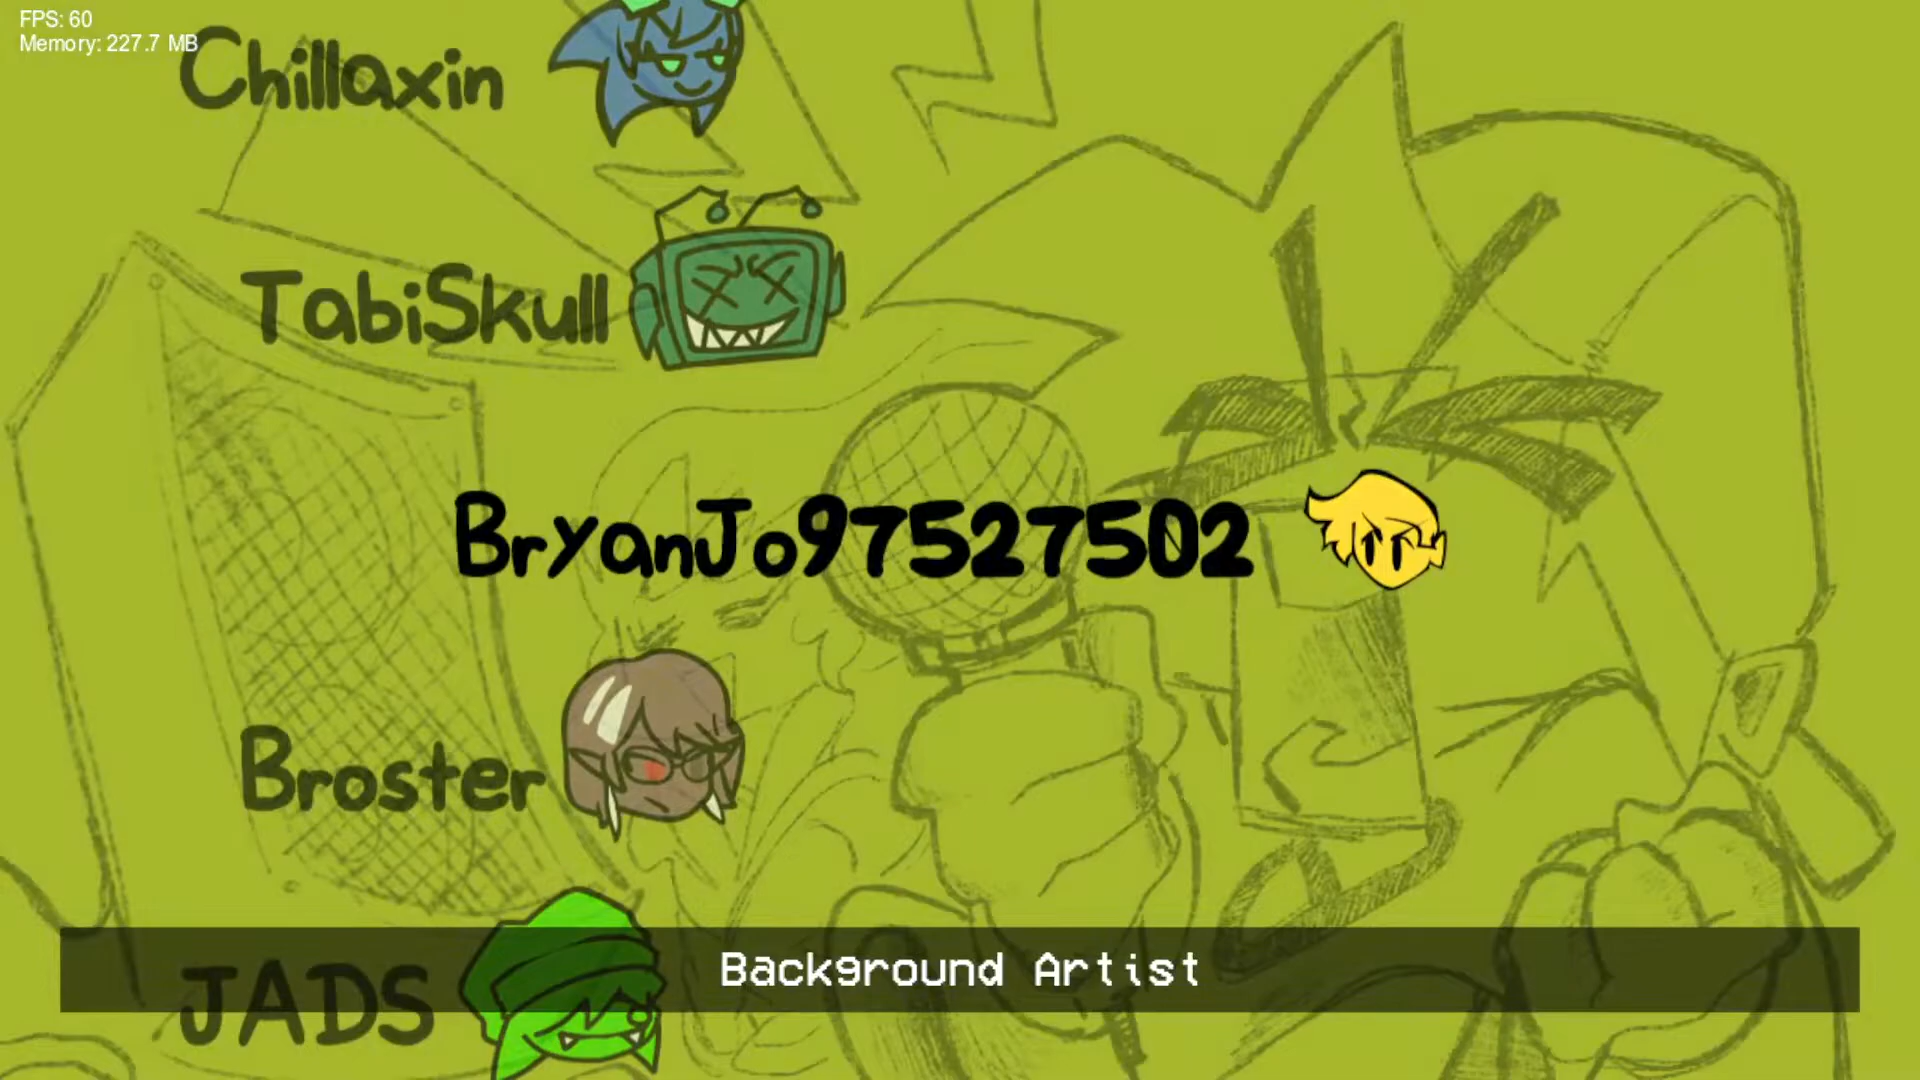 FPS: 60
Memory: 227.7 MB
Chillaxin
TabiSkull
BryanJo97527502
Broster
JADS
Background Artist